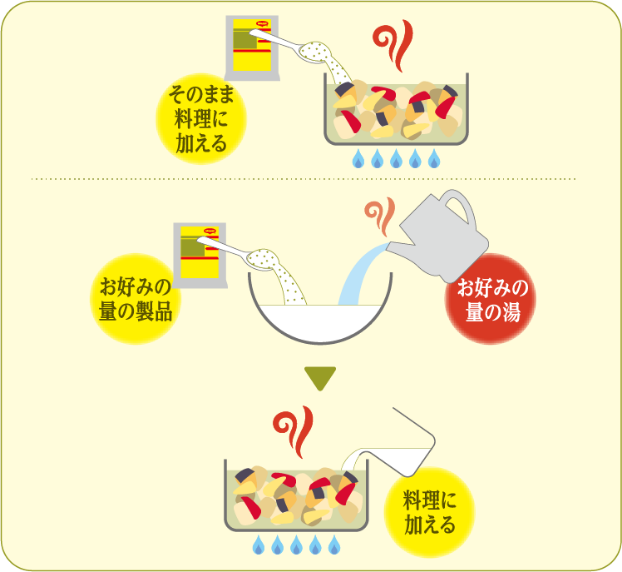 そのまま
料理に
加える
お好みの
量の製品
お好みの
量の湯
料理に
加える